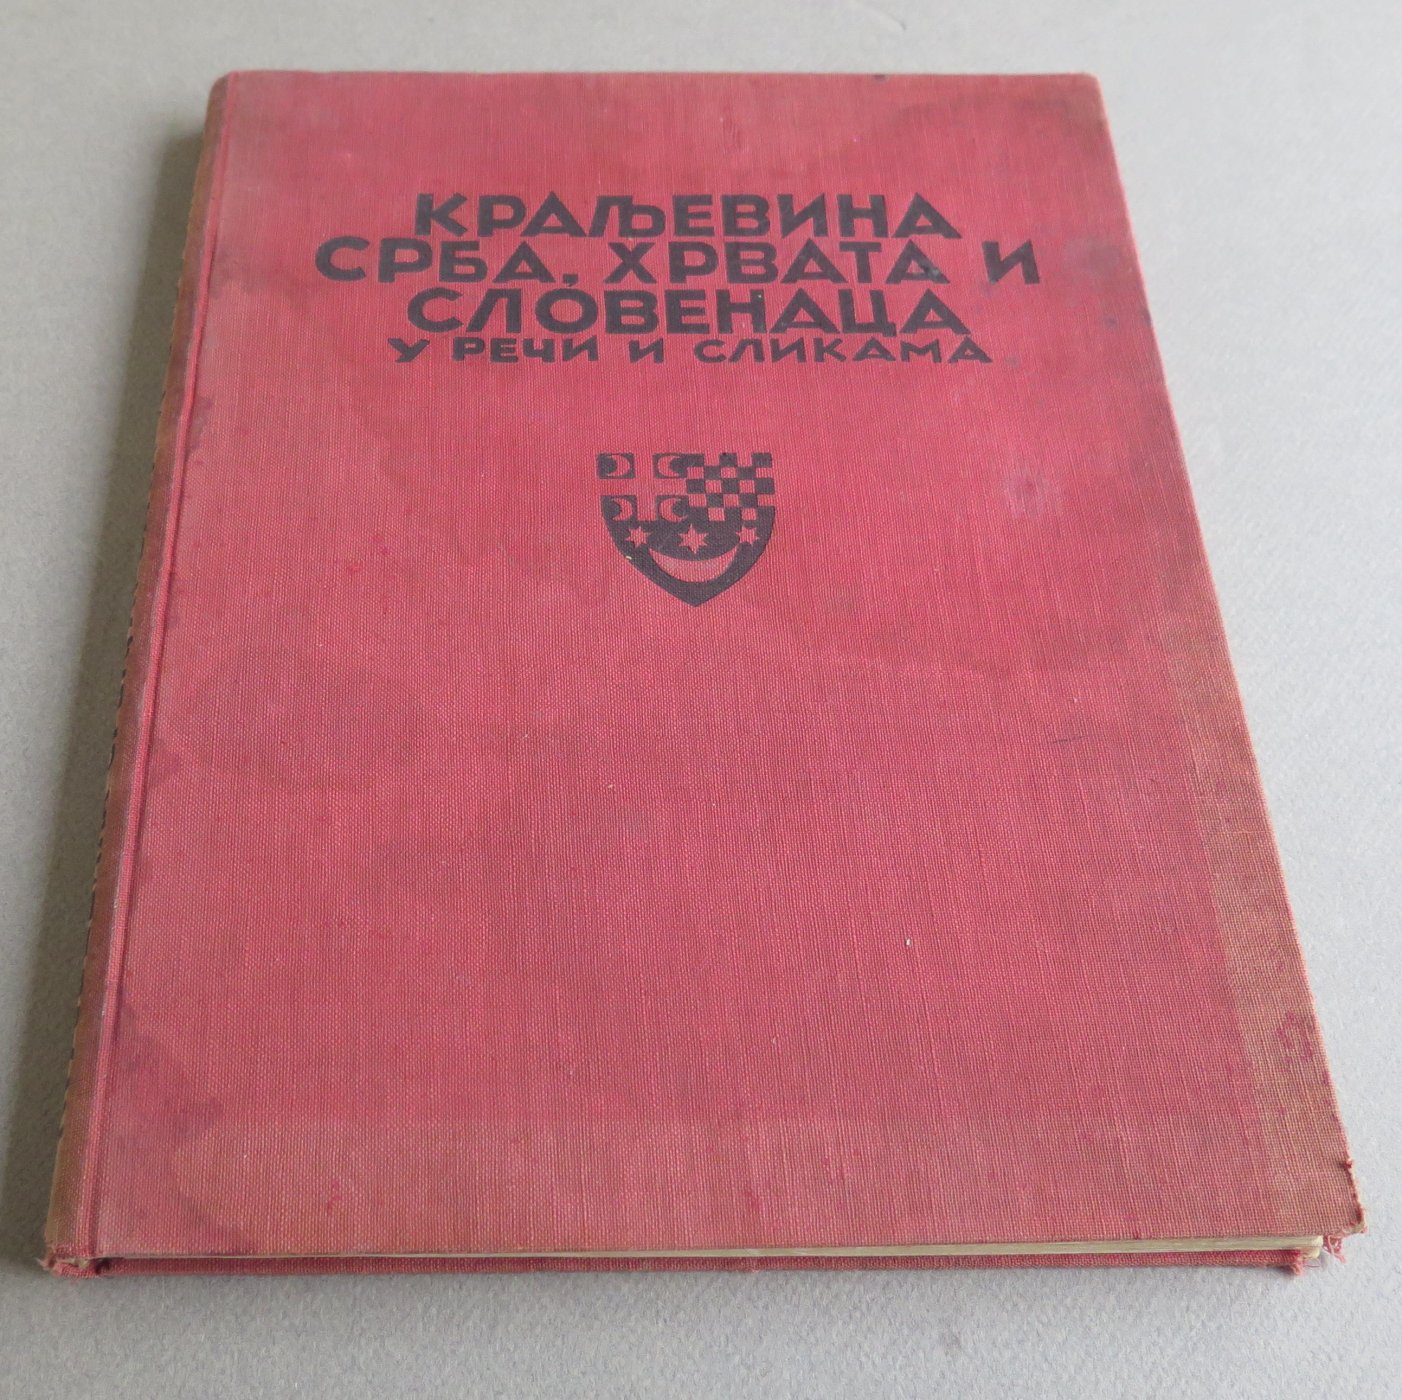 КРАЉЕВИНА
СРБА, ХРВАТА И
СЛОВЕНАЦА
У РЕЧИ И СЛИКАМА